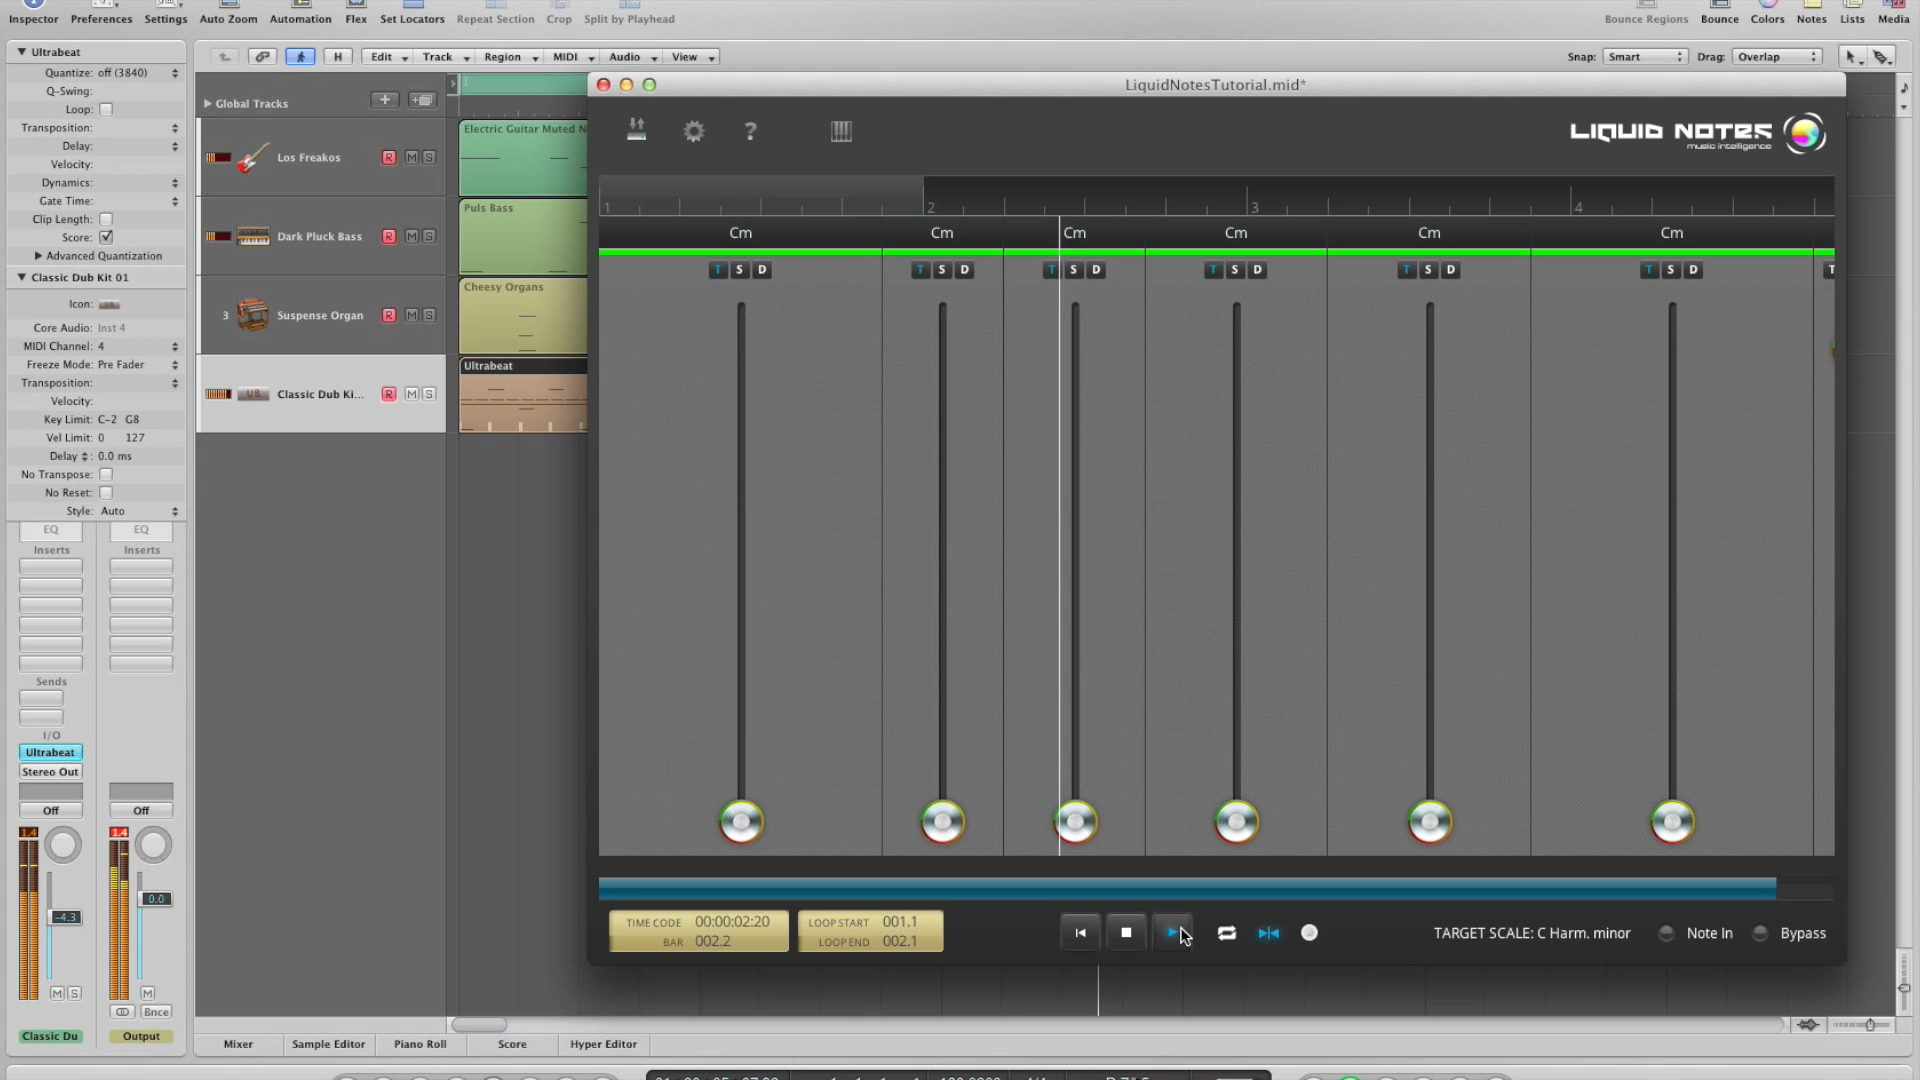 Inspector Preferences Settings Auto Zoom Automation Flex Set Locators Repeat Section Crop Split by Playhead Bounce Regions Bounce Colors Notes Lists Media
Ultrabeat
Quantize: off (3840)
Q-Swing:
Loop:
Transposition:
Delay:
Velocity:
Dynamics:
Gate Time:
Clip Length:
Score:
Advanced Quantization
Classic Dub Kit 01
Icon:
Core Audio: Inst 4
MIDI Channel: 4
Freeze Mode: Pre Fader
Transposition:
Velocity:
Key Limit: C-2 G8
Vel Limit: 0 127
Delay : 0.0 ms
No Transpose:
No Reset:
Style: Auto
EQ EQ
Inserts Inserts
Sends
I/O
Ultrabeat
Stereo Out
Off Off
1.4 1.4
-4.3 0.0
M S M
Bnce
Classic Du Output
H Edit Track Region MIDI Audio View Snap: Smart Drag: Overlap
Global Tracks
1
Los Freakos R M S
Electric Guitar Muted N
Dark Pluck Bass R M S
Puls Bass
3 Suspense Organ R M S
Cheesy Organs
UB Classic Dub Ki... R M S
Ultrabeat
LiquidNotesTutorial.mid*
?
LIQUID NOTES
music intelligence
1 2 3 4
Cm Cm Cm Cm Cm Cm
T S D T S D T S D T S D T S D T S D T
TIME CODE 00:00:02:20
BAR 002.2
LOOP START 001.1
LOOP END 002.1
TARGET SCALE: C Harm. minor Note In Bypass
Mixer Sample Editor Piano Roll Score Hyper Editor